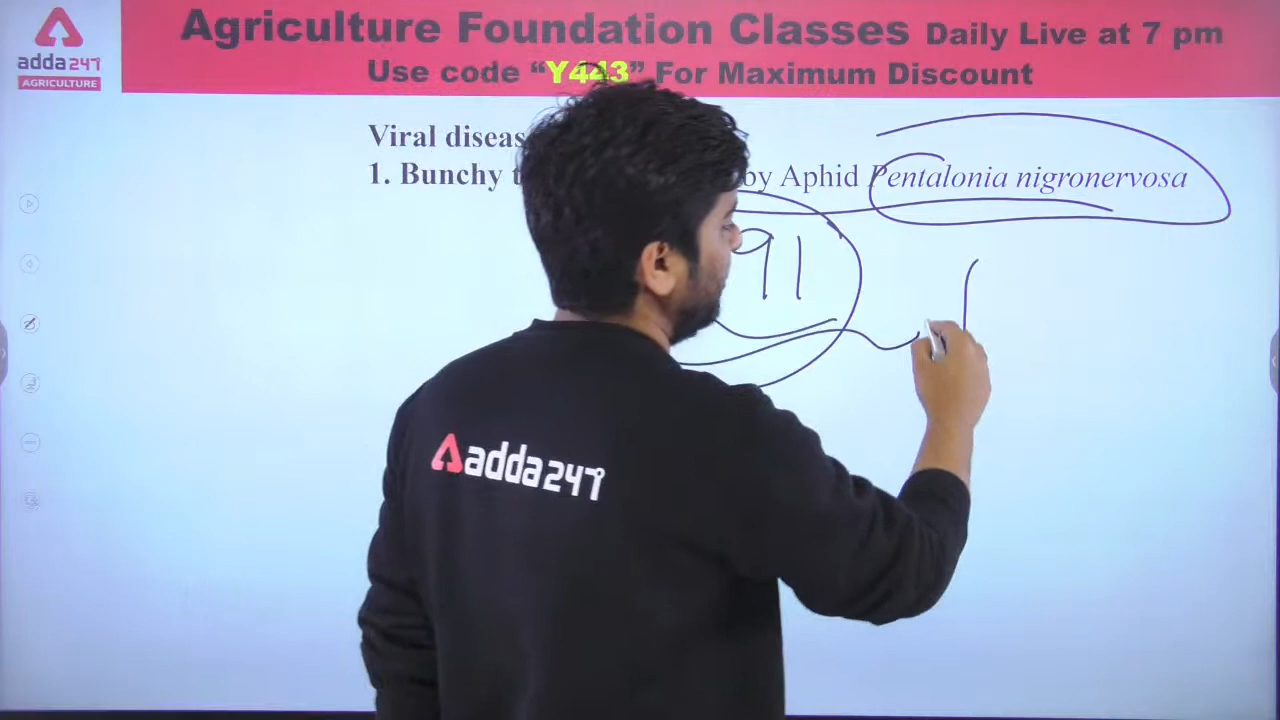 Agriculture Foundation Classes Daily Live at 7 pm
adda247
AGRICULTURE
Use code “Y443” For Maximum Discount
Viral
1. Bunchy by Aphid Pentalonia nigronervosa
91
adda247